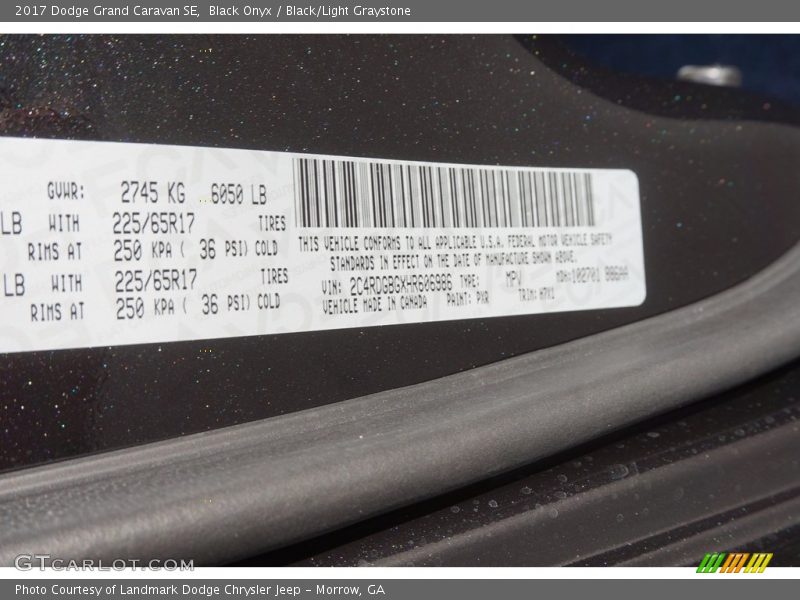 2017 Dodge Grand Caravan SE,  Black Onyx / Black/Light Graystone
GVWR: 2745 KG 6050 LB
LB WITH 225/65R17 TIRES
RIMS AT 250 KPA ( 36 PSI) COLD
LB WITH 225/65R17 TIRES
RIMS AT 250 KPA ( 36 PSI) COLD
THIS VEHICLE CONFORMS TO ALL APPLICABLE U.S.A. FEDERAL MOTOR VEHICLE SAFETY
STANDARDS IN EFFECT ON THE DATE OF MANUFACTURE SHOWN ABOVE.
VIN: 2C4RDGBGXHR606986 TYPE: MPV
VEHICLE MADE IN CANADA PAINT: PXR TRIM:
GTCARLOT.COM
Photo Courtesy of Landmark Dodge Chrysler Jeep – Morrow, GA